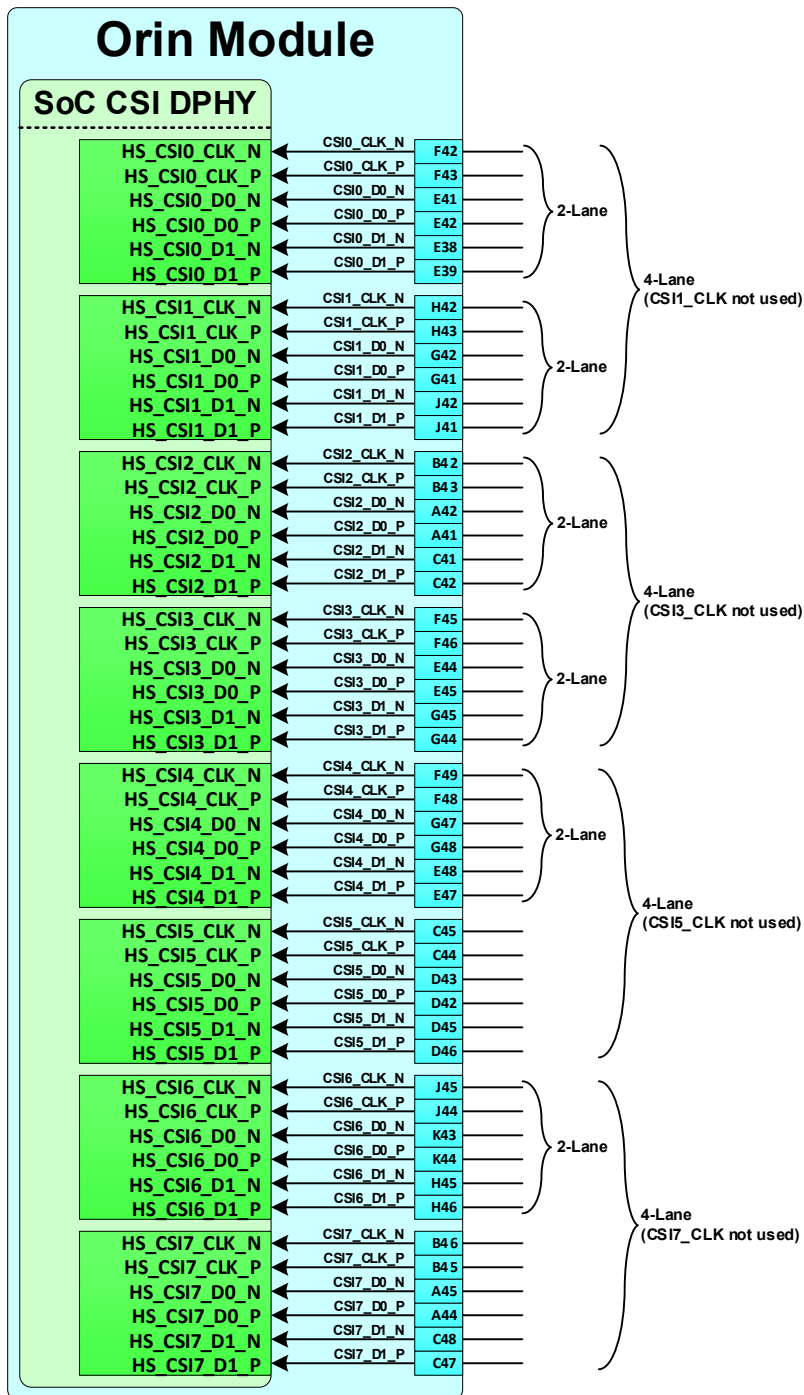 Orin Module
SoC CSI DPHY
HS_CSI0_CLK_N CSI0_CLK_N F42
HS_CSI0_CLK_P CSI0_CLK_P F43
HS_CSI0_D0_N CSI0_D0_N E41
HS_CSI0_D0_P CSI0_D0_P E42
HS_CSI0_D1_N CSI0_D1_N E38
HS_CSI0_D1_P CSI0_D1_P E39
2-Lane
HS_CSI1_CLK_N CSI1_CLK_N H42
HS_CSI1_CLK_P CSI1_CLK_P H43
HS_CSI1_D0_N CSI1_D0_N G42
HS_CSI1_D0_P CSI1_D0_P G41
HS_CSI1_D1_N CSI1_D1_N J42
HS_CSI1_D1_P CSI1_D1_P J41
2-Lane
4-Lane
(CSI1_CLK not used)
HS_CSI2_CLK_N CSI2_CLK_N B42
HS_CSI2_CLK_P CSI2_CLK_P B43
HS_CSI2_D0_N CSI2_D0_N A42
HS_CSI2_D0_P CSI2_D0_P A41
HS_CSI2_D1_N CSI2_D1_N C41
HS_CSI2_D1_P CSI2_D1_P C42
2-Lane
HS_CSI3_CLK_N CSI3_CLK_N F45
HS_CSI3_CLK_P CSI3_CLK_P F46
HS_CSI3_D0_N CSI3_D0_N E44
HS_CSI3_D0_P CSI3_D0_P E45
HS_CSI3_D1_N CSI3_D1_N G45
HS_CSI3_D1_P CSI3_D1_P G44
2-Lane
4-Lane
(CSI3_CLK not used)
HS_CSI4_CLK_N CSI4_CLK_N F49
HS_CSI4_CLK_P CSI4_CLK_P F48
HS_CSI4_D0_N CSI4_D0_N G47
HS_CSI4_D0_P CSI4_D0_P G48
HS_CSI4_D1_N CSI4_D1_N E48
HS_CSI4_D1_P CSI4_D1_P E47
2-Lane
HS_CSI5_CLK_N CSI5_CLK_N C45
HS_CSI5_CLK_P CSI5_CLK_P C44
HS_CSI5_D0_N CSI5_D0_N D43
HS_CSI5_D0_P CSI5_D0_P D42
HS_CSI5_D1_N CSI5_D1_N D45
HS_CSI5_D1_P CSI5_D1_P D46
4-Lane
(CSI5_CLK not used)
HS_CSI6_CLK_N CSI6_CLK_N J45
HS_CSI6_CLK_P CSI6_CLK_P J44
HS_CSI6_D0_N CSI6_D0_N K43
HS_CSI6_D0_P CSI6_D0_P K44
HS_CSI6_D1_N CSI6_D1_N H45
HS_CSI6_D1_P CSI6_D1_P H46
2-Lane
HS_CSI7_CLK_N CSI7_CLK_N B46
HS_CSI7_CLK_P CSI7_CLK_P B45
HS_CSI7_D0_N CSI7_D0_N A45
HS_CSI7_D0_P CSI7_D0_P A44
HS_CSI7_D1_N CSI7_D1_N C48
HS_CSI7_D1_P CSI7_D1_P C47
4-Lane
(CSI7_CLK not used)